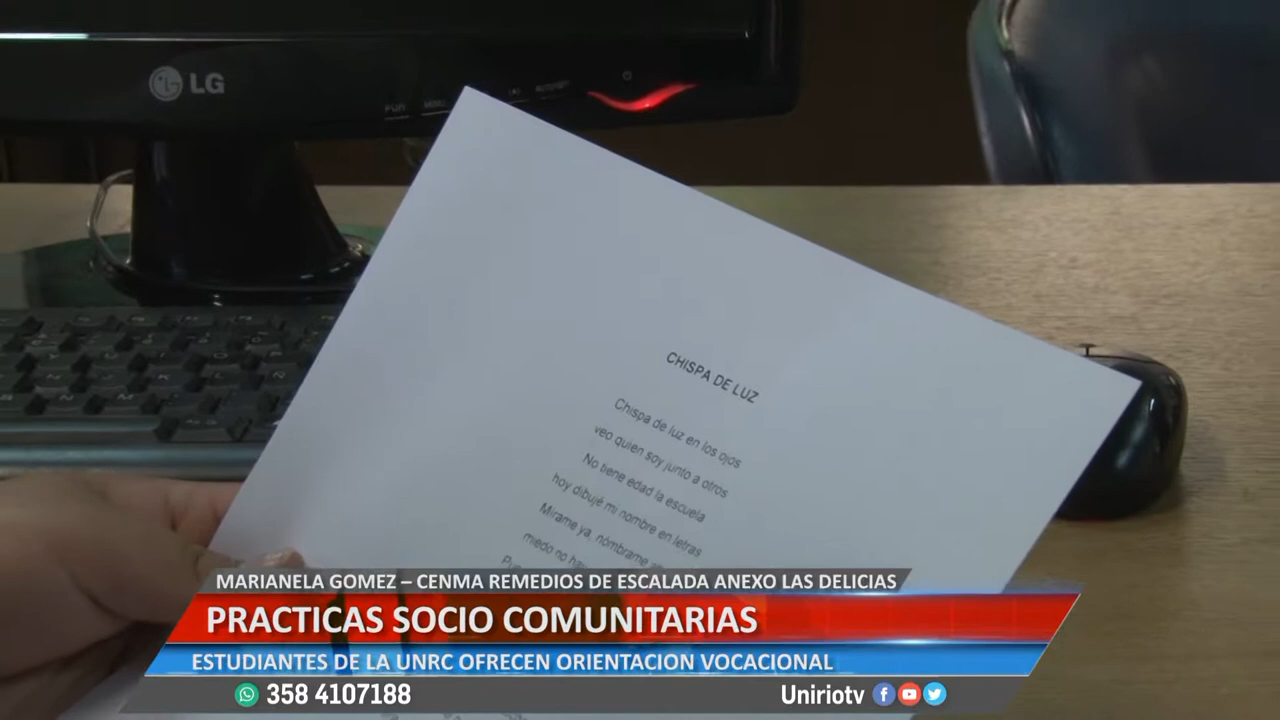 LG
CHISPA DE LUZ
Chispa de luz en los ojos
veo quien soy junto a otros
No tiene edad la escuela
hoy dibujé mi nombre en letras
Mírame ya, nómbrame
miedo no
MARIANELA GOMEZ – CENMA REMEDIOS DE ESCALADA ANEXO LAS DELICIAS
PRACTICAS SOCIO COMUNITARIAS
ESTUDIANTES DE LA UNRC OFRECEN ORIENTACION VOCACIONAL
358 4107188
Uniriotv